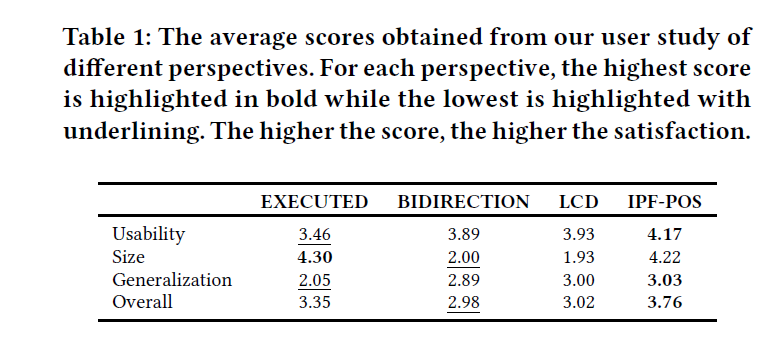 Table 1: The average scores obtained from our user study of
different perspectives. For each perspective, the highest score
is highlighted in bold while the lowest is highlighted with
underlining. The higher the score, the higher the satisfaction.
EXECUTED BIDIRECTION LCD IPF-POS
Usability 3.46 3.89 3.93 4.17
Size 4.30 2.00 1.93 4.22
Generalization 2.05 2.89 3.00 3.03
Overall 3.35 2.98 3.02 3.76